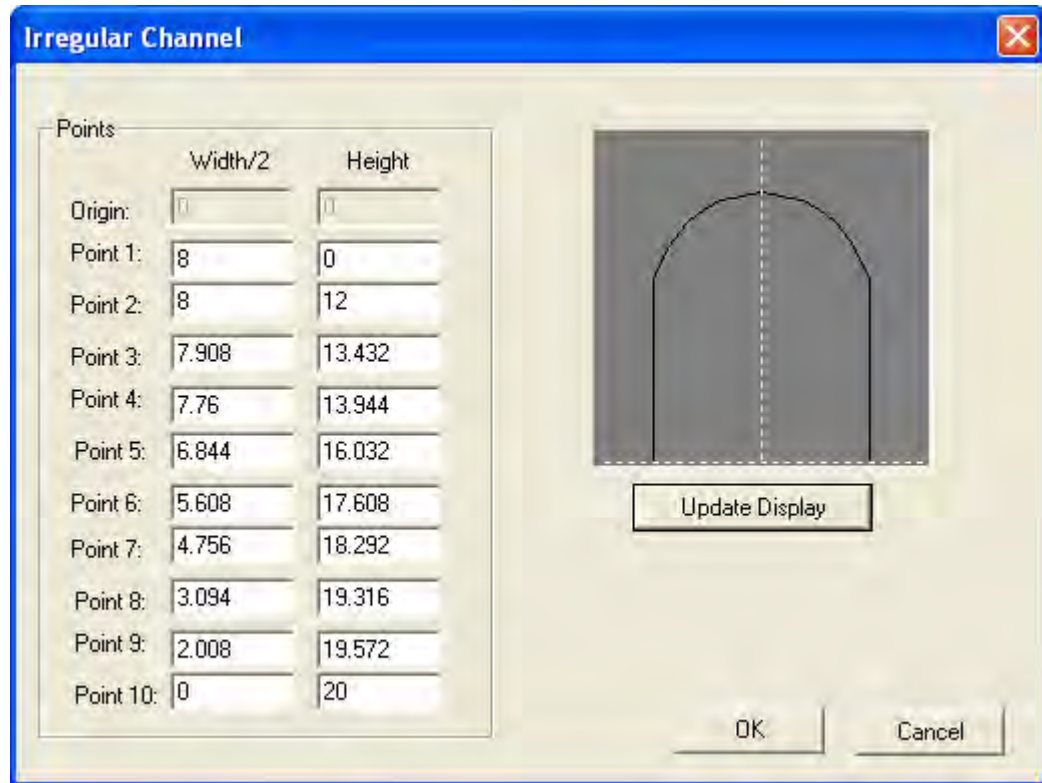 Irregular Channel
Points
Width/2 Height
Origin: 0 0
Point 1: 8 0
Point 2: 8 12
Point 3: 7.908 13.432
Point 4: 7.76 13.944
Point 5: 6.844 16.032
Point 6: 5.608 17.608
Point 7: 4.756 18.292
Point 8: 3.094 19.316
Point 9: 2.008 19.572
Point 10: 0 20
Update Display
OK Cancel